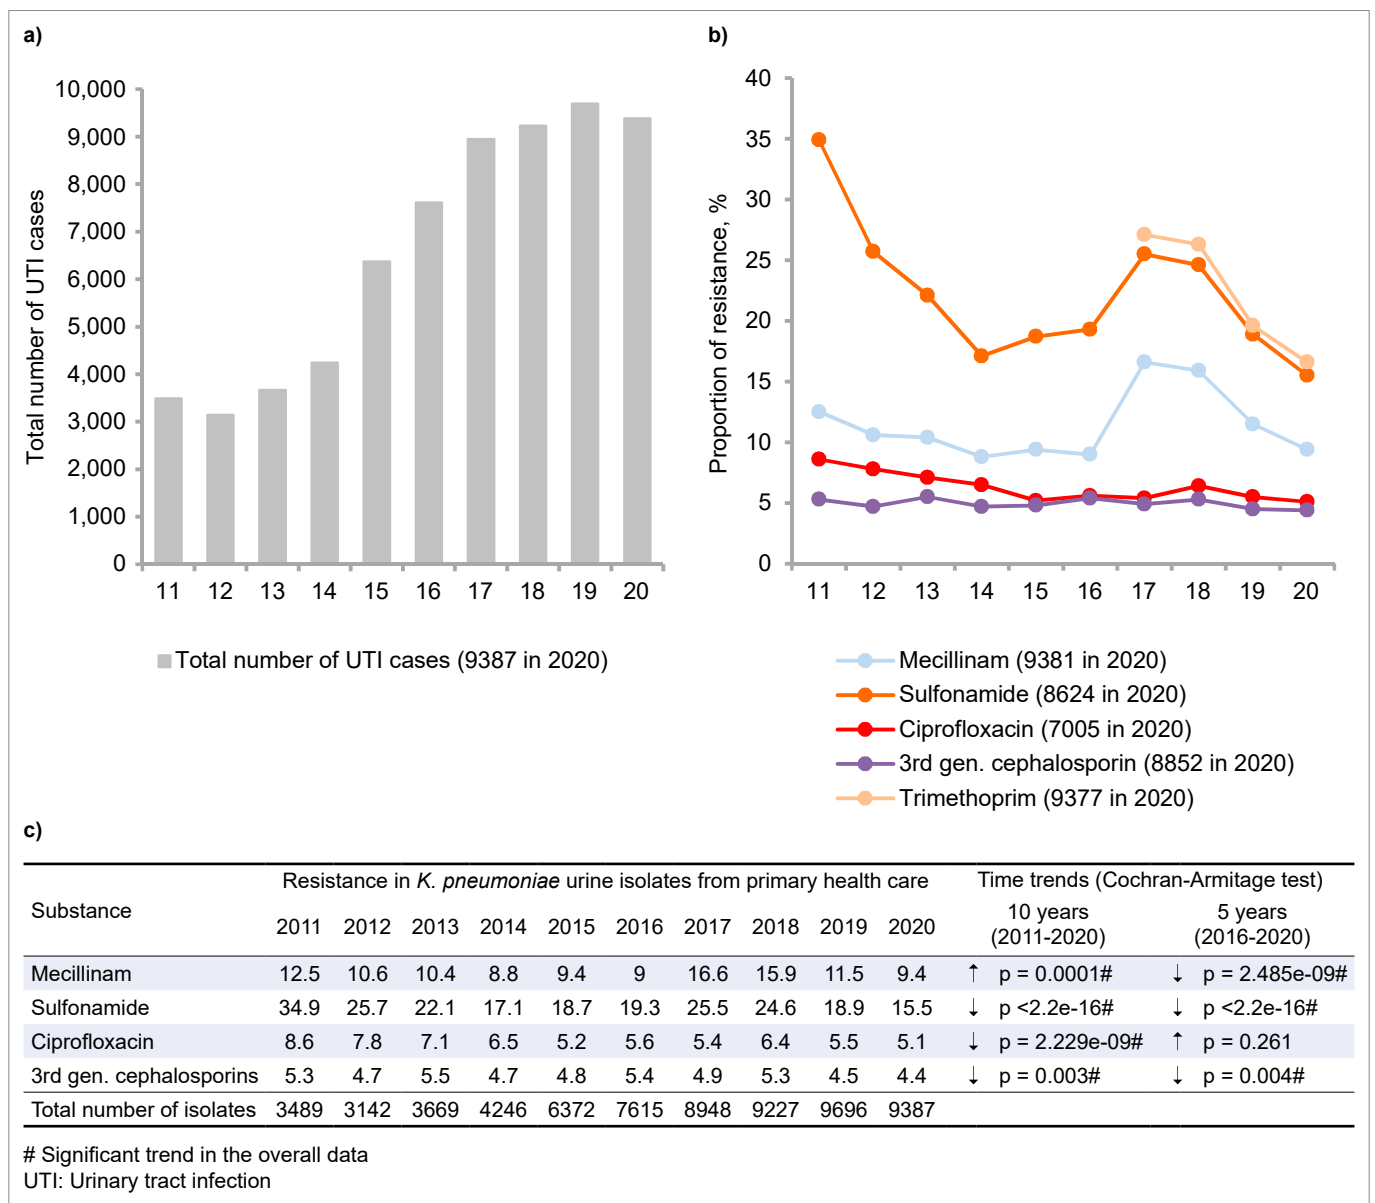 a)
Total number of UTI cases
10,000
9,000
8,000
7,000
6,000
5,000
4,000
3,000
2,000
1,000
0
11 12 13 14 15 16 17 18 19 20
Total number of UTI cases (9387 in 2020)
b)
Proportion of resistance, %
40
35
30
25
20
15
10
5
0
11 12 13 14 15 16 17 18 19 20
Mecillinam (9381 in 2020)
Sulfonamide (8624 in 2020)
Ciprofloxacin (7005 in 2020)
3rd gen. cephalosporin (8852 in 2020)
Trimethoprim (9377 in 2020)
c)
Substance
Resistance in K. pneumoniae urine isolates from primary health care
Time trends (Cochran-Armitage test)
2011 2012 2013 2014 2015 2016 2017 2018 2019 2020
10 years
(2011-2020)
5 years
(2016-2020)
Mecillinam 12.5 10.6 10.4 8.8 9.4 9 16.6 15.9 11.5 9.4 ↑ p = 0.0001# ↓ p = 2.485e-09#
Sulfonamide 34.9 25.7 22.1 17.1 18.7 19.3 25.5 24.6 18.9 15.5 ↓ p <2.2e-16# ↓ p <2.2e-16#
Ciprofloxacin 8.6 7.8 7.1 6.5 5.2 5.6 5.4 6.4 5.5 5.1 ↓ p = 2.229e-09# ↑ p = 0.261
3rd gen. cephalosporins 5.3 4.7 5.5 4.7 4.8 5.4 4.9 5.3 4.5 4.4 ↓ p = 0.003# ↓ p = 0.004#
Total number of isolates 3489 3142 3669 4246 6372 7615 8948 9227 9696 9387
# Significant trend in the overall data
UTI: Urinary tract infection